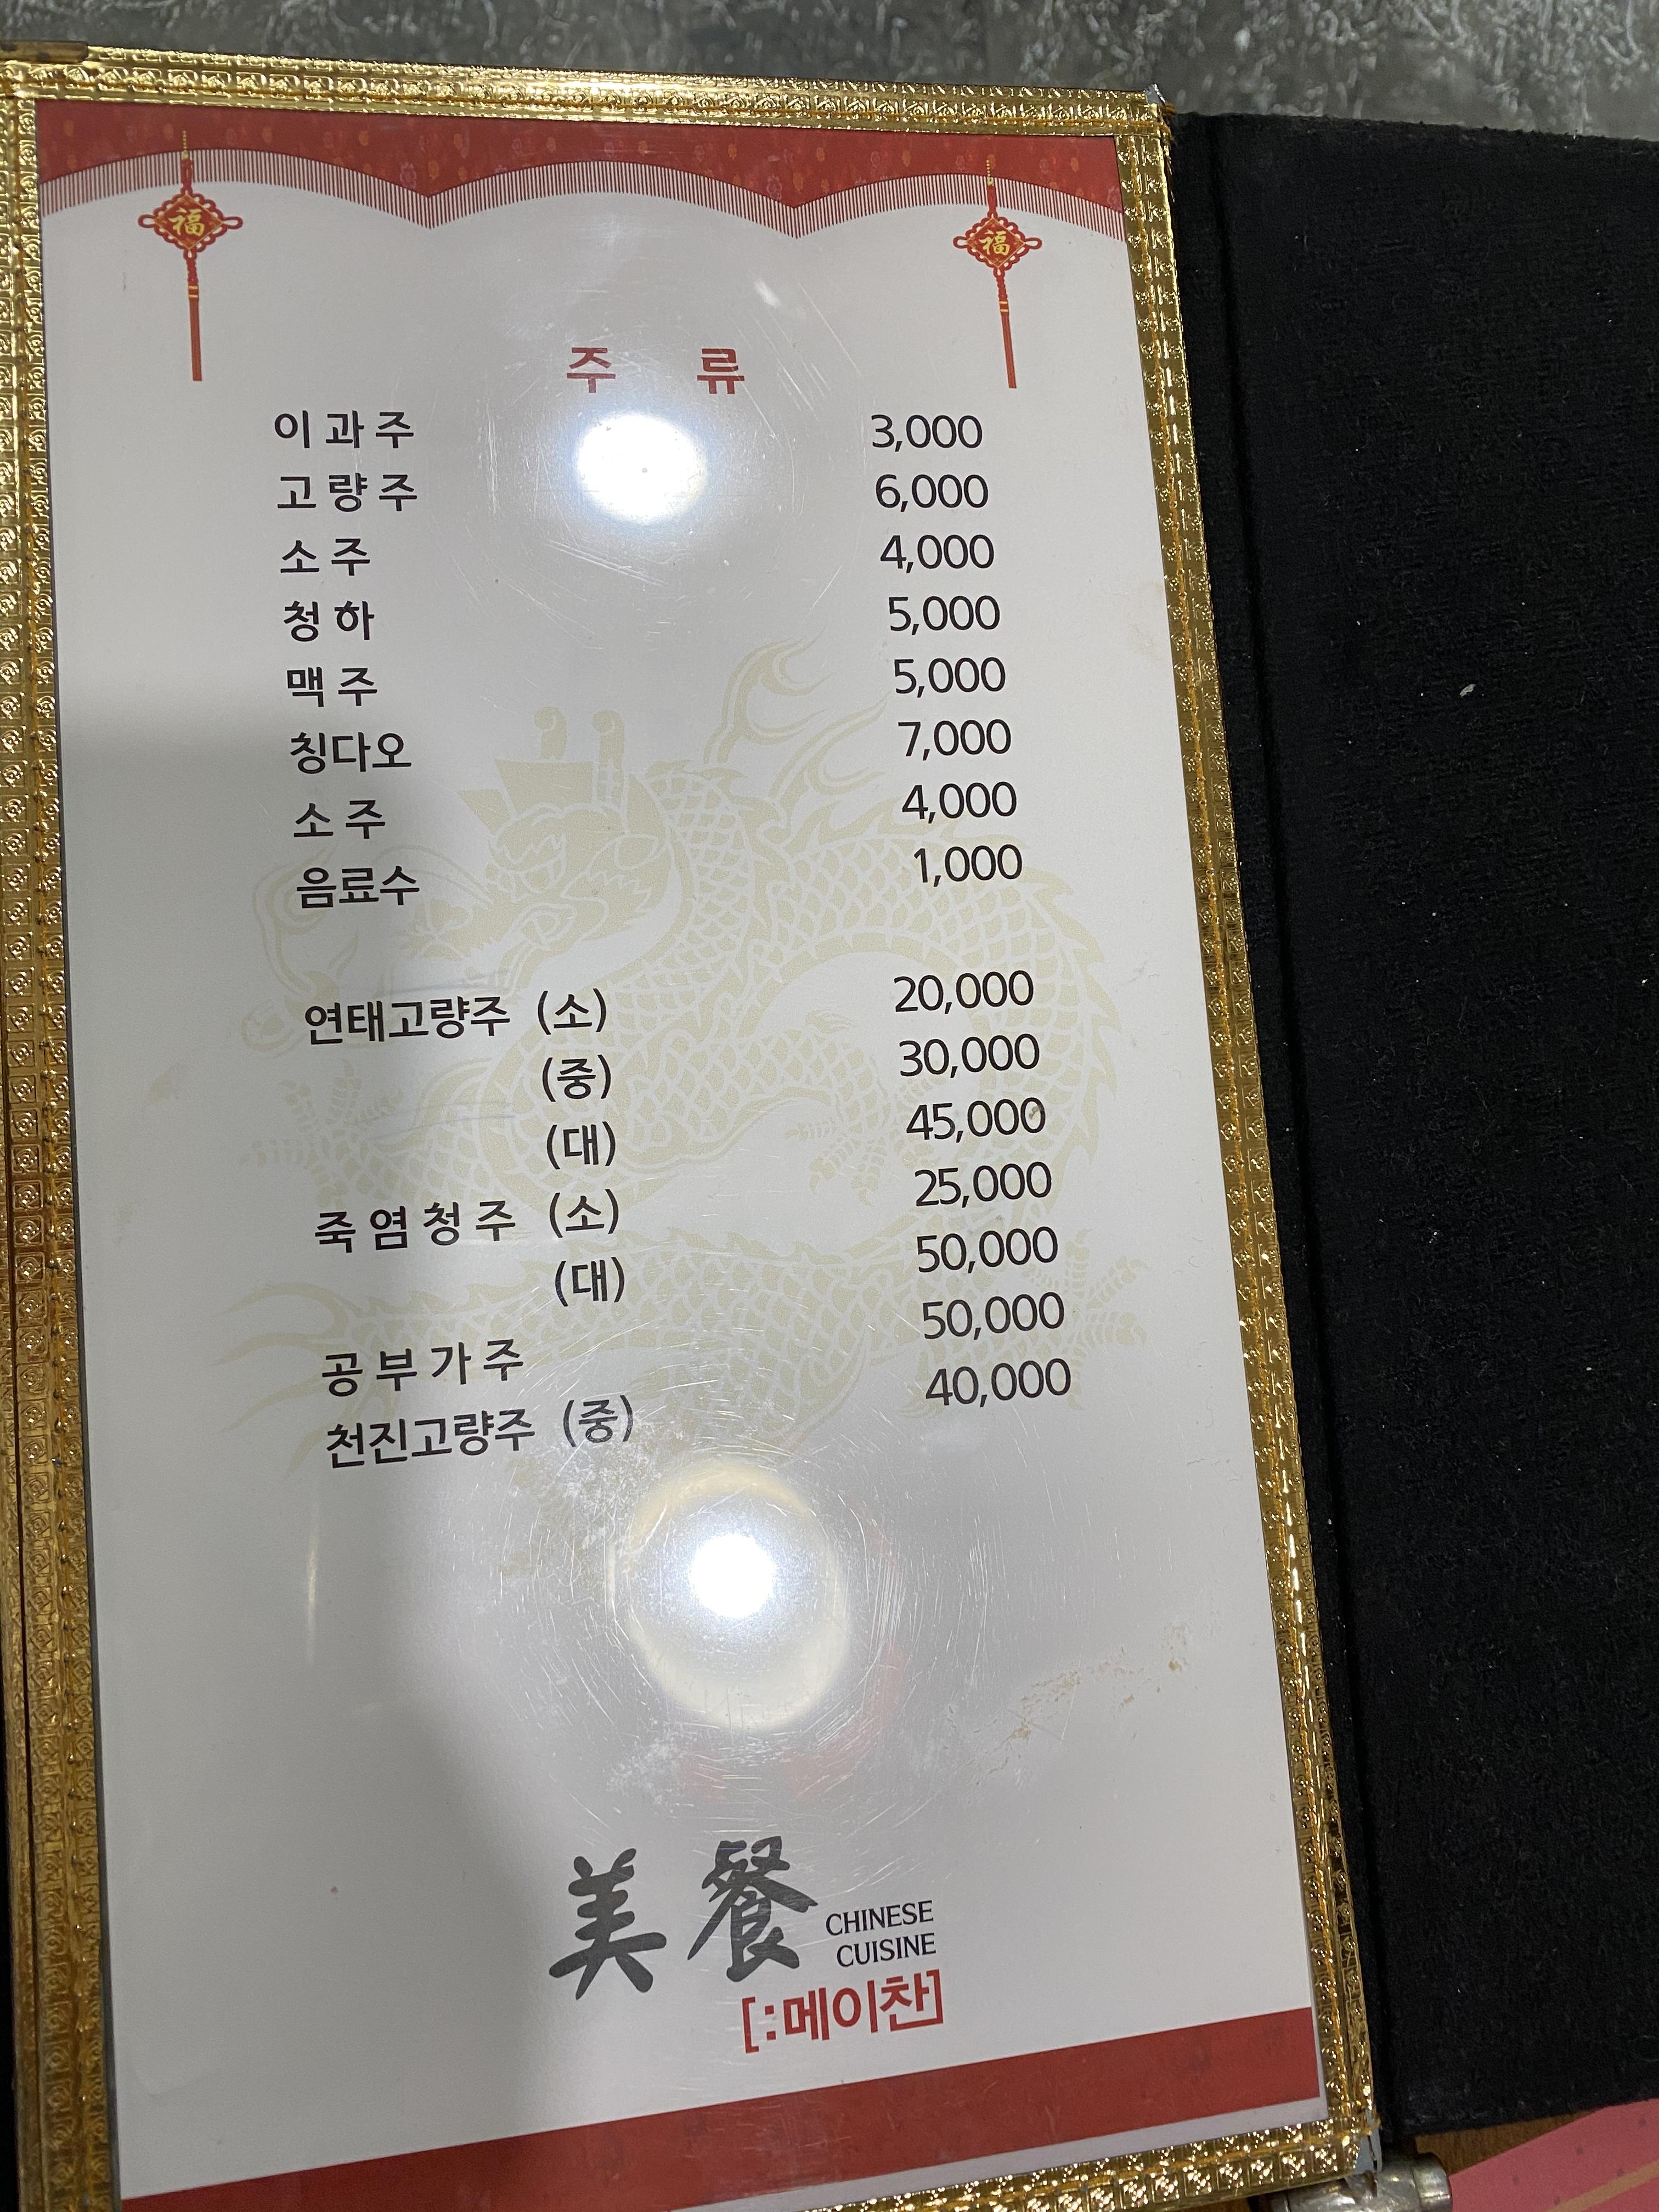 福 福
주 류
이 과 주 3,000
고 량 주 6,000
소 주 4,000
청 하 5,000
맥 주 5,000
칭다오 7,000
소 주 4,000
음료수 1,000
연태고량주 (소) 20,000
(중) 30,000
(대) 45,000
죽 염 청 주 (소) 25,000
(대) 50,000
공 부 가 주 50,000
천진고량주 (중) 40,000
美餐 CHINESE
CUISINE
[:메이찬]